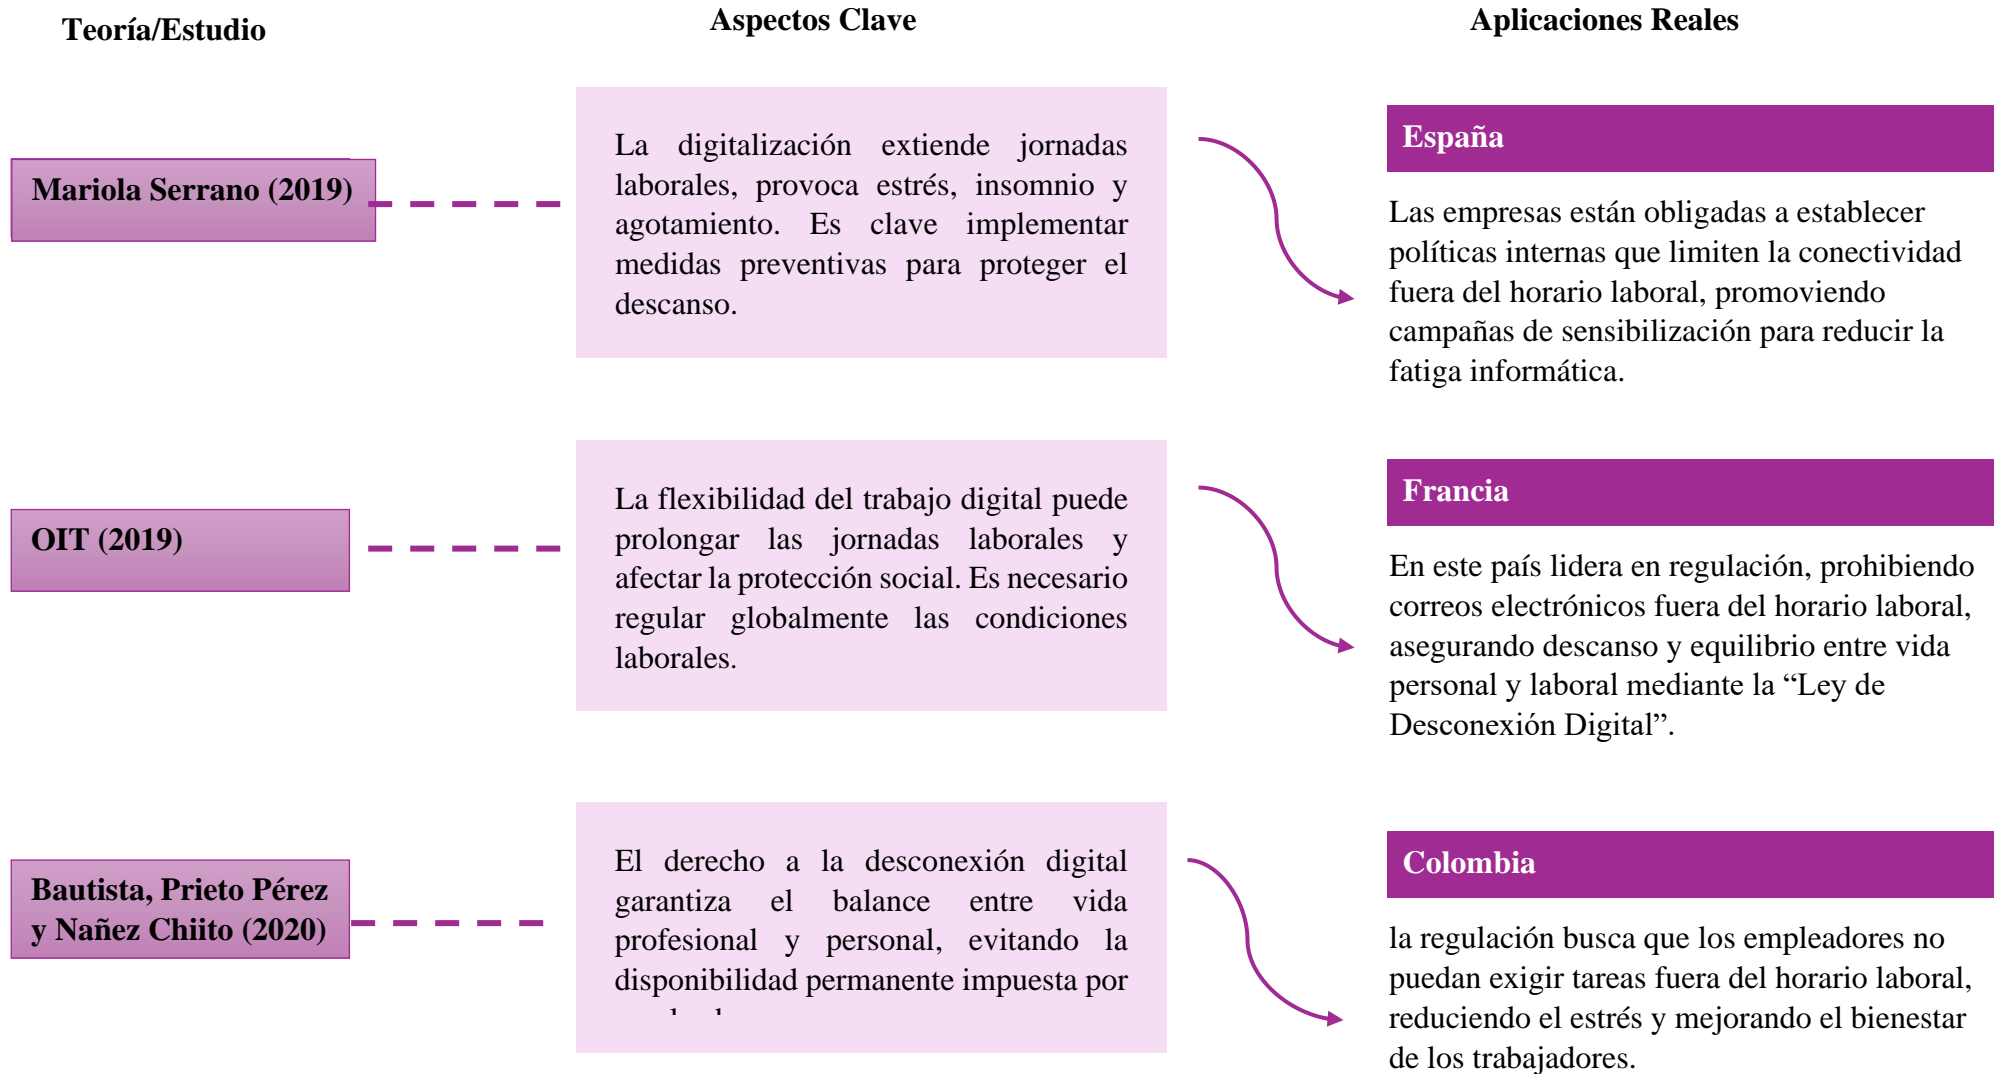 Teoría/Estudio
Aspectos Clave
Aplicaciones Reales
Mariola Serrano (2019)
La digitalización extiende jornadas
laborales, provoca estrés, insomnio y
agotamiento. Es clave implementar
medidas preventivas para proteger el
descanso.
España
Las empresas están obligadas a establecer
políticas internas que limiten la conectividad
fuera del horario laboral, promoviendo
campañas de sensibilización para reducir la
fatiga informática.
OIT (2019)
La flexibilidad del trabajo digital puede
prolongar las jornadas laborales y
afectar la protección social. Es necesario
regular globalmente las condiciones
laborales.
Francia
En este país lidera en regulación, prohibiendo
correos electrónicos fuera del horario laboral,
asegurando descanso y equilibrio entre vida
personal y laboral mediante la “Ley de
Desconexión Digital”.
Bautista, Prieto Pérez
y Nañez Chiito (2020)
El derecho a la desconexión digital
garantiza el balance entre vida
profesional y personal, evitando la
disponibilidad permanente impuesta por
Colombia
la regulación busca que los empleadores no
puedan exigir tareas fuera del horario laboral,
reduciendo el estrés y mejorando el bienestar
de los trabajadores.